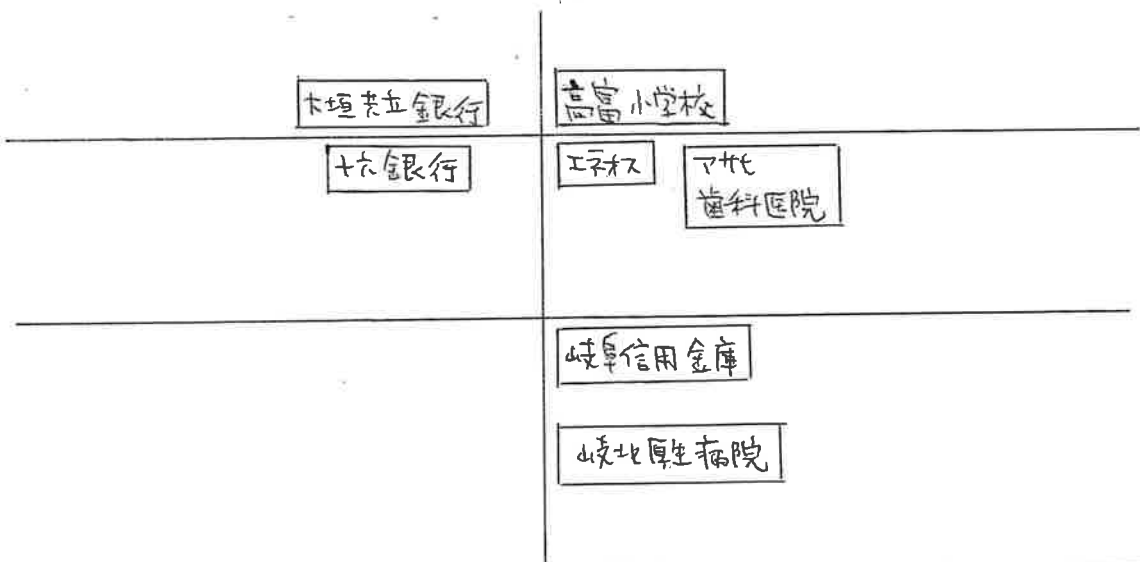 大垣共立銀行
高富小学校
十六銀行
エネオス
アサモ
歯科医院
岐阜信用金庫
岐北厚生病院